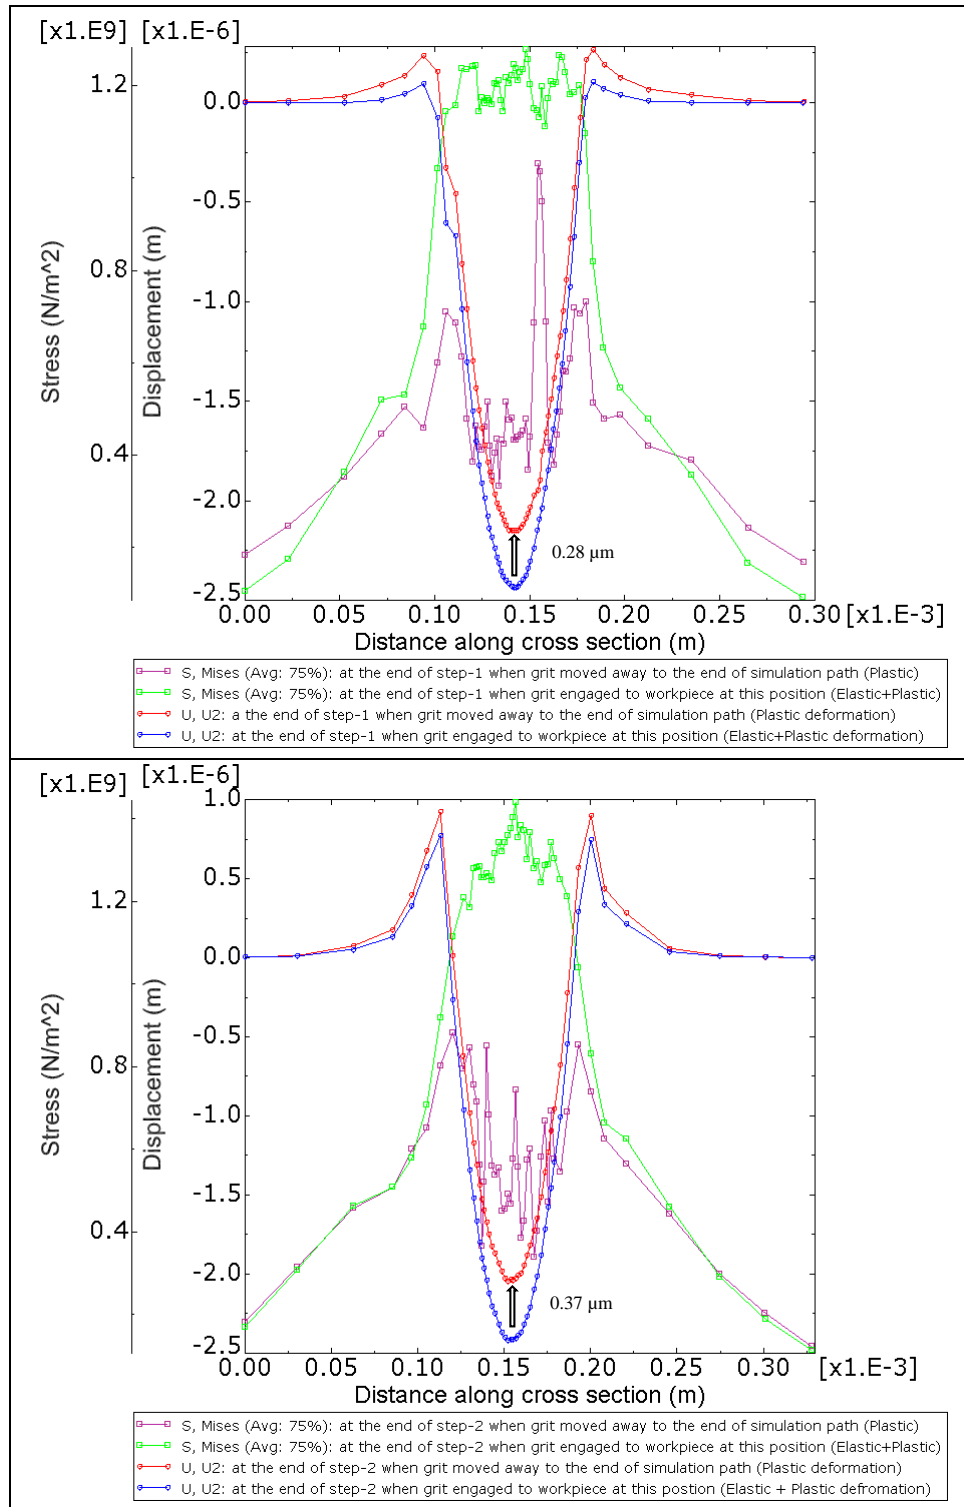 [x1.E9] [x1.E-6]
1.2
0.8
0.4
Stress (N/m^2)
Displacement (m)
0.0
-0.5
-1.0
-1.5
-2.0
-2.5
0.28 µm
0.00 0.05 0.10 0.15 0.20 0.25 0.30 [x1.E-3]
Distance along cross section (m)
S, Mises (Avg: 75%): at the end of step-1 when grit moved away to the end of simulation path (Plastic)
S, Mises (Avg: 75%): at the end of step-1 when grit engaged to workpiece at this position (Elastic+Plastic)
U, U2: a the end of step-1 when grit moved away to the end of simulation path (Plastic deformation)
U, U2: at the end of step-1 when grit engaged to workpiece at this position (Elastic+Plastic deformation)
[x1.E9] [x1.E-6]
1.2
0.8
0.4
Stress (N/m^2)
Displacement (m)
1.0
0.5
0.0
-0.5
-1.0
-1.5
-2.0
-2.5
0.37 µm
0.00 0.05 0.10 0.15 0.20 0.25 0.30 [x1.E-3]
Distance along cross section (m)
S, Mises (Avg: 75%): at the end of step-2 when grit moved away to the end of simulation path (Plastic)
S, Mises (Avg: 75%): at the end of step-2 when grit engaged to workpiece at this position (Elastic+Plastic)
U, U2: at the end of step-2 when grit moved away to the end of simulation path (Plastic deformation)
U, U2: at the end of step-2 when grit engaged to workpiece at this postion (Elastic + Plastic defromation)